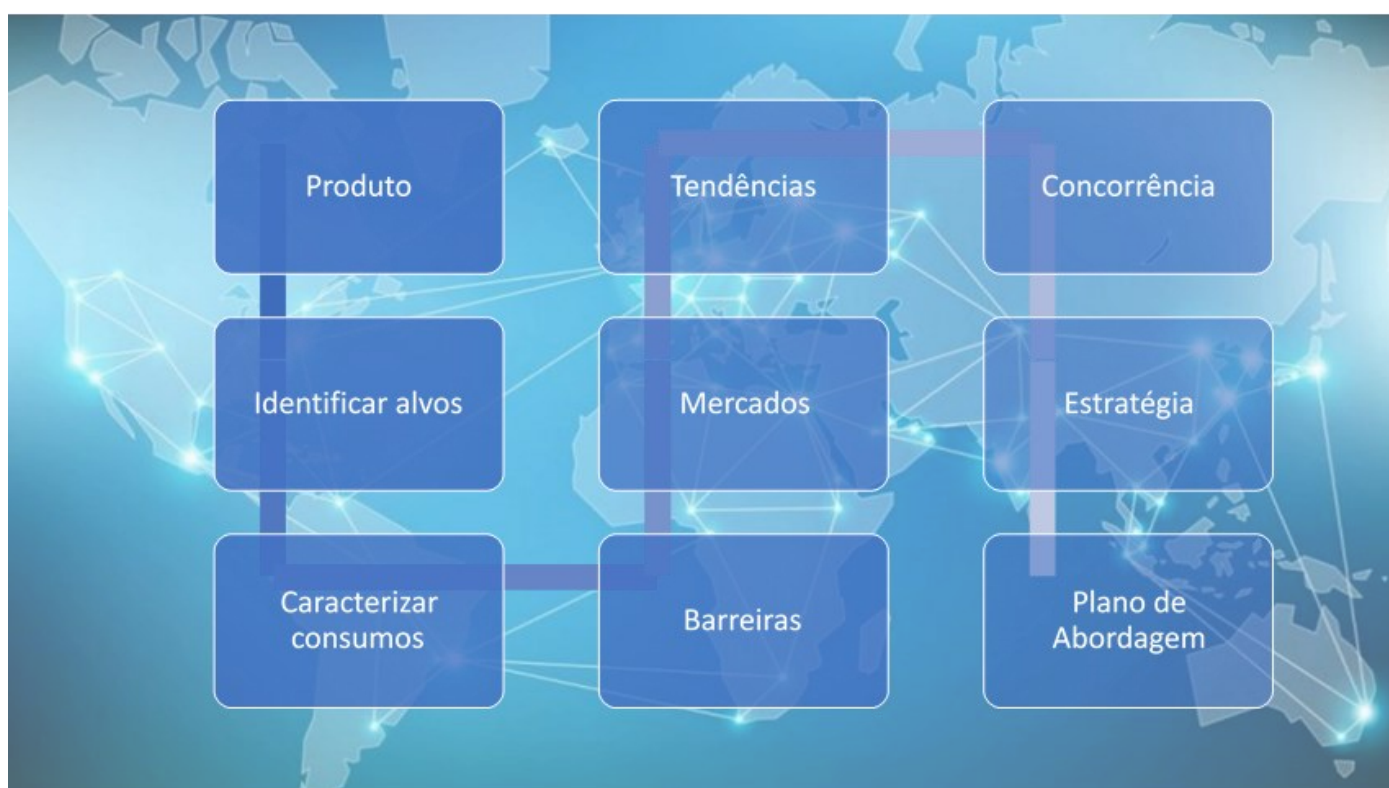 Produto
Identificar alvos
Caracterizar
consumos
Barreiras
Mercados
Tendências
Concorrência
Estratégia
Plano de
Abordagem